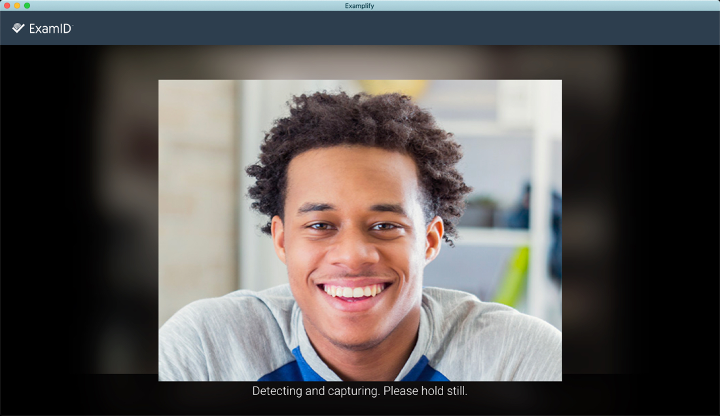 Examplify
ExamID
Detecting and capturing. Please hold still.